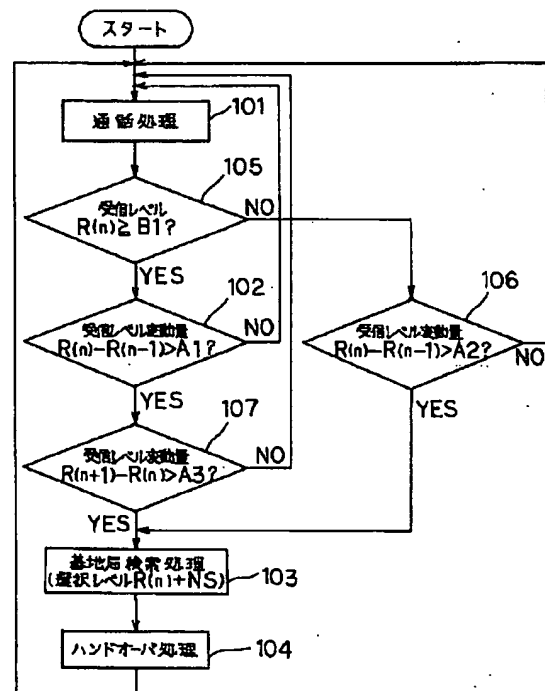 スタート
通話処理
101
105
受信レベル
R(n)≧B1?
NO
YES
102
受信レベル変動量
R(n)-R(n-1)>A1?
NO
YES
106
受信レベル変動量
R(n)-R(n-1)>A2?
NO
YES
107
受信レベル変動量
R(n+1)-R(n)>A3?
NO
YES
基地局検索処理
(選択レベルR(n)+NS)
103
ハンドオーバ処理
104